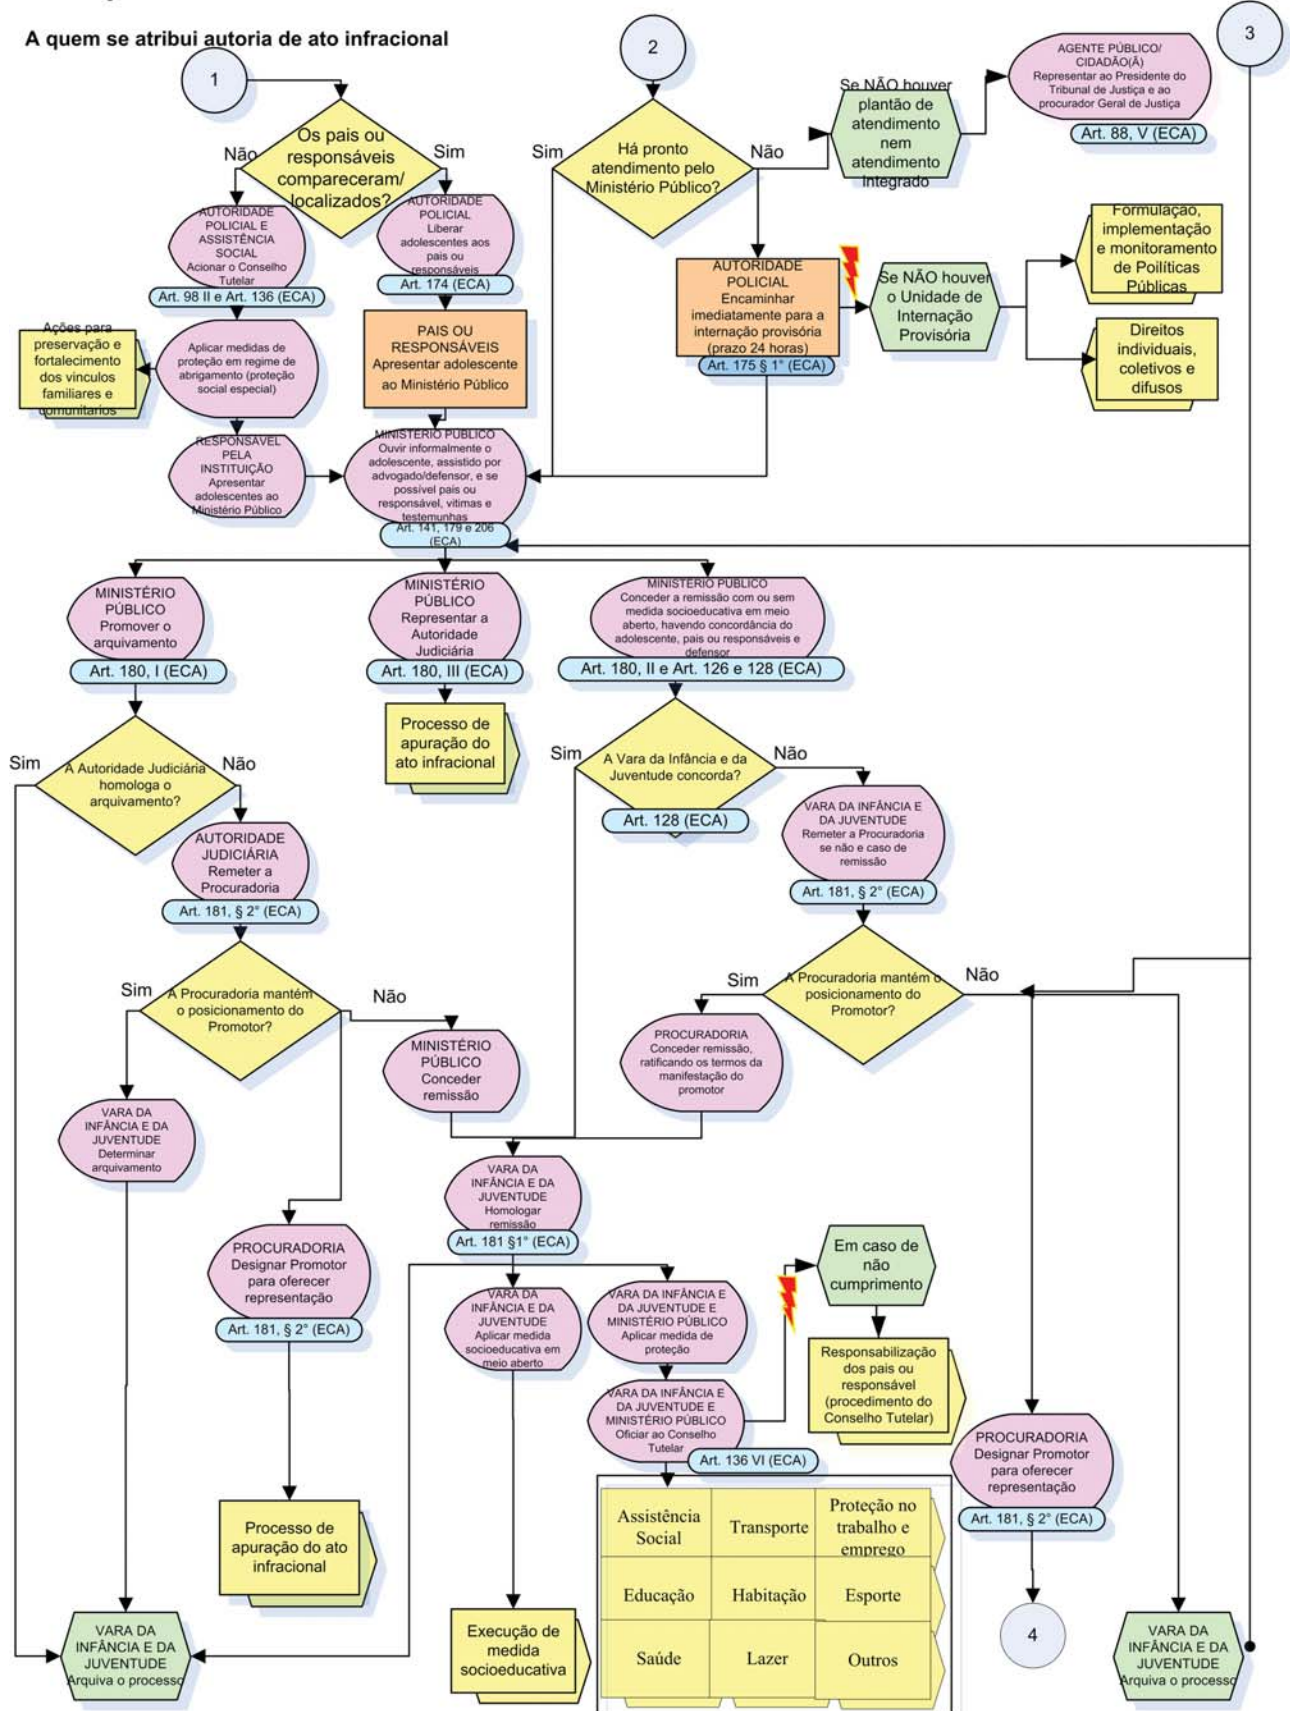 A quem se atribui autoria de ato infracional
1
2
3
Os pais ou
responsáveis
compareceram/
localizados?
Não
Sim
AUTORIDADE
POLICIAL E
ASSISTÊNCIA
SOCIAL
Acionar o Conselho
Tutelar
Art. 98 II e Art. 136 (ECA)
AUTORIDADE
POLICIAL
Liberar
adolescentes aos
pais ou
responsáveis
Art. 174 (ECA)
Ações para
preservação e
fortalecimento
dos vinculos
familiares e
comunitários
Aplicar medidas de
proteção em regime de
abrigamento (proteção
social especial)
PAIS OU
RESPONSÁVEIS
Apresentar adolescente
ao Ministério Público
RESPONSÁVEL
PELA
INSTITUIÇÃO
Apresentar
adolescentes ao
Ministério Público
MINISTÉRIO PÚBLICO
Ouvir informalmente o
adolescente, assistido por
advogado/defensor, e se
possível pais ou
responsável, vitimas e
testemunhas
Art. 141, 179 e 206
(ECA)
Sim
Há pronto
atendimento pelo
Ministério Público?
Não
Se NÃO houver
plantão de
atendimento
nem
atendimento
Integrado
AGENTE PÚBLICO/
CIDADÃO(Ã)
Representar ao Presidente do
Tribunal de Justiça e ao
procurador Geral de Justiça
Art. 88, V (ECA)
AUTORIDADE
POLICIAL
Encaminhar
imediatamente para a
internação provisória
(prazo 24 horas)
Art. 175 § 1° (ECA)
Se NÃO houver
o Unidade de
Internação
Provisória
Formulação,
implementação
e monitoramento
de Poilíticas
Públicas
Direitos
individuais,
coletivos e
difusos
MINISTÉRIO
PÚBLICO
Promover o
arquivamento
Art. 180, I (ECA)
MINISTÉRIO
PÚBLICO
Representar a
Autoridade
Judiciária
Art. 180, III (ECA)
MINISTÉRIO PÚBLICO
Conceder a remissão com ou sem
medida socioeducativa em meio
aberto, havendo concordância do
adolescente, pais ou responsáveis e
defensor
Art. 180, II e Art. 126 e 128 (ECA)
Processo de
apuração do
ato infracional
Sim
A Autoridade Judiciária
homologa o
arquivamento?
Não
Sim
A Vara da Infância e da
Juventude concorda?
Não
Art. 128 (ECA)
AUTORIDADE
JUDICIÁRIA
Remeter a
Procuradoria
Art. 181, § 2° (ECA)
VARA DA INFÂNCIA E
DA JUVENTUDE
Remeter a Procuradoria
se não e caso de
remissão
Art. 181, § 2° (ECA)
Sim
A Procuradoria mantém
o posicionamento do
Promotor?
Não
Sim
A Procuradoria mantém o
posicionamento do
Promotor?
Não
MINISTÉRIO
PÚBLICO
Conceder
remissão
PROCURADORIA
Conceder remissão,
ratificando os termos da
manifestação do
promotor
VARA DA
INFÂNCIA E DA
JUVENTUDE
Determinar
arquivamento
VARA DA
INFÂNCIA E DA
JUVENTUDE
Homologar
remissão
Art. 181 §1° (ECA)
PROCURADORIA
Designar Promotor
para oferecer
representação
Art. 181, § 2° (ECA)
VARA DA
INFÂNCIA E DA
JUVENTUDE
Aplicar medida
socioeducativa em
meio aberto
VARA DA INFÂNCIA E
DA JUVENTUDE E
MINISTÉRIO PÚBLICO
Aplicar medida de
proteção
Em caso de
não
cumprimento
Responsabilização
dos pais ou
responsável
(procedimento do
Conselho Tutelar)
VARA DA INFÂNCIA E
DA JUVENTUDE E
MINISTÉRIO PÚBLICO
Oficiar ao Conselho
Tutelar
Art. 136 VI (ECA)
PROCURADORIA
Designar Promotor
para oferecer
representação
Art. 181, § 2° (ECA)
Processo de
apuração do ato
infracional
Assistência
Social
Transporte
Proteção no
trabalho e
emprego
Educação
Habitação
Esporte
Saúde
Lazer
Outros
VARA DA
INFÂNCIA E DA
JUVENTUDE
Arquiva o processo
Execução de
medida
socioeducativa
4
VARA DA
INFÂNCIA E DA
JUVENTUDE
Arquiva o processo